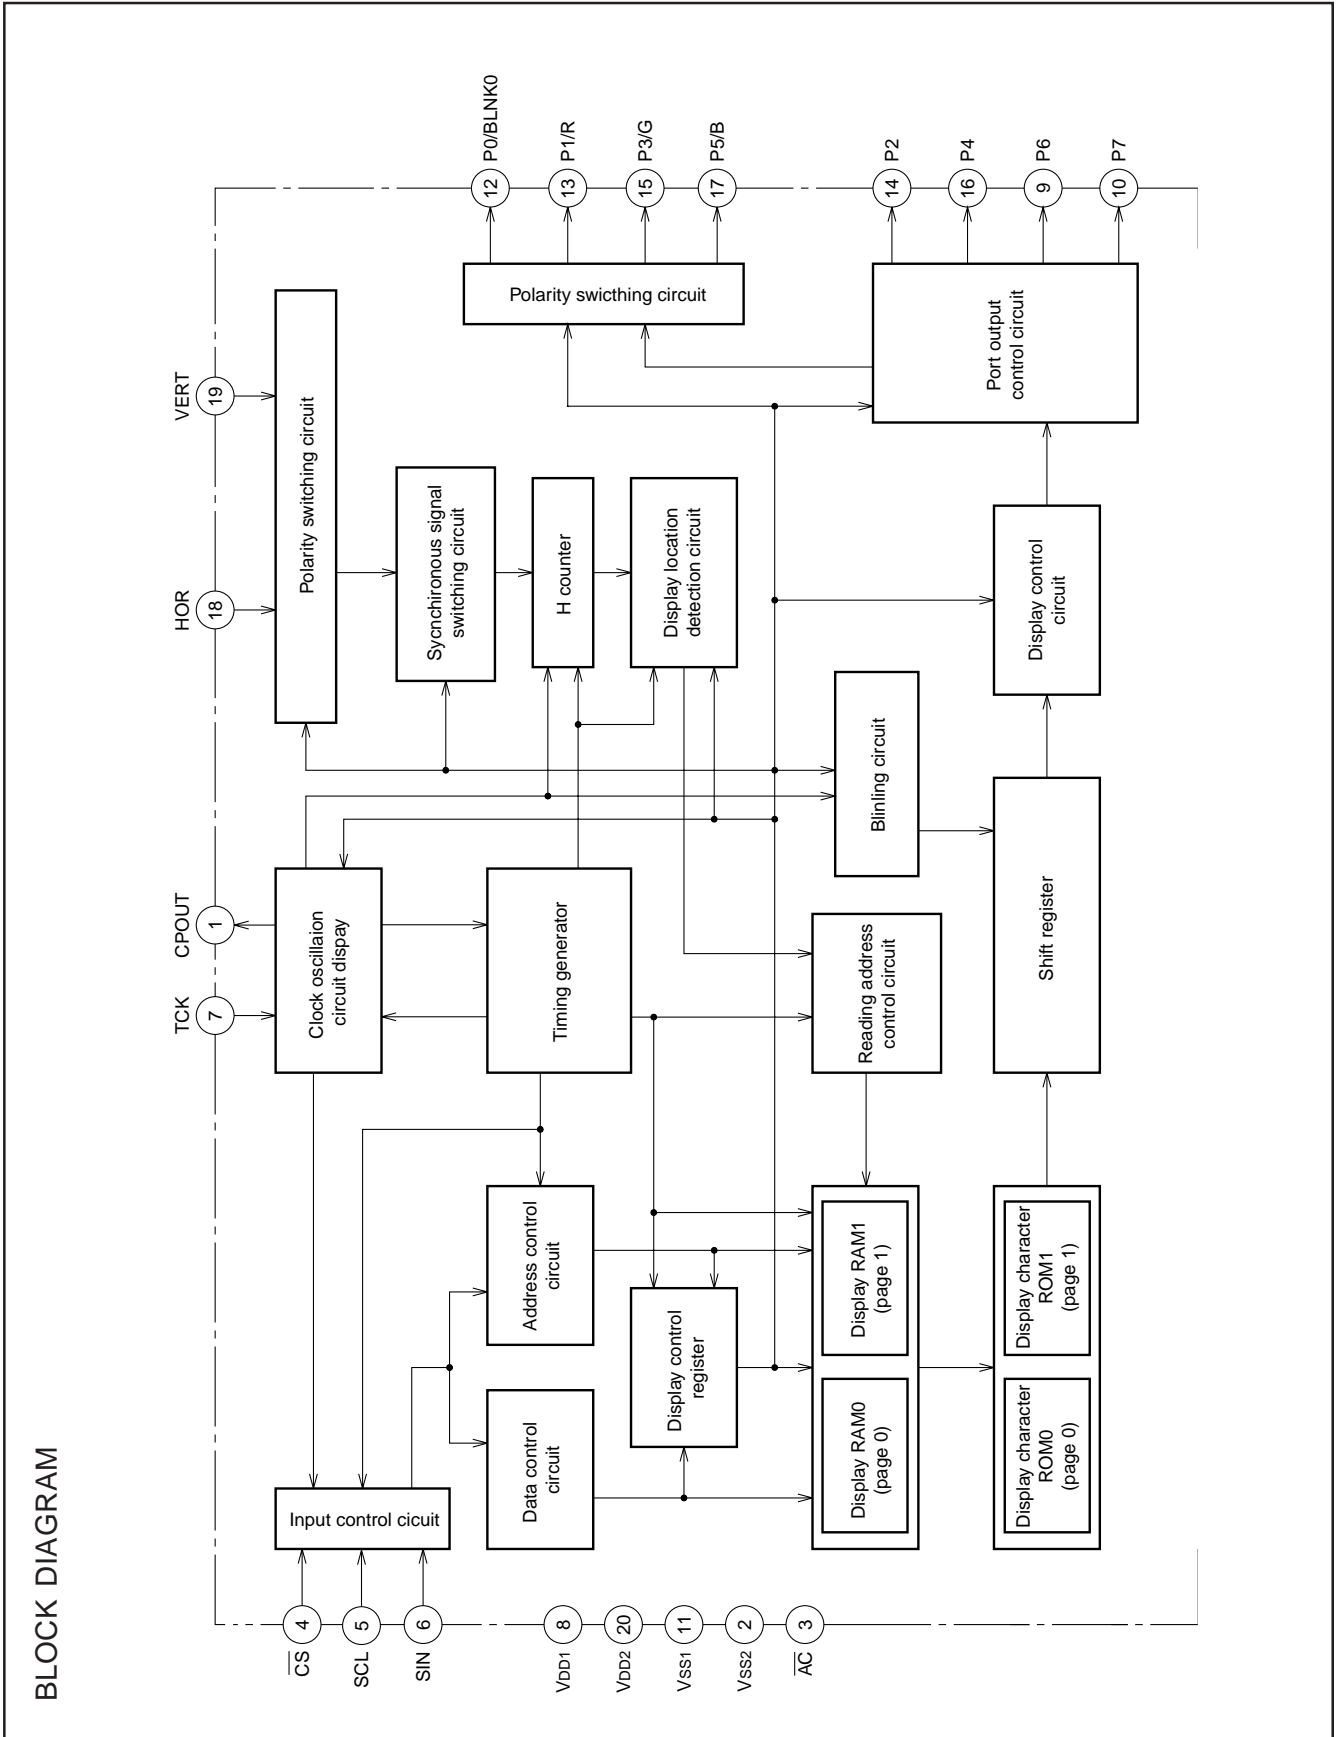 BLOCK DIAGRAM
TCK
7
CPOUT
1
HOR
18
VERT
19
CS
4
SCL
5
SIN
6
VDD1
8
VDD2
20
VSS1
11
VSS2
2
AC
3
Input control cicuit
Clock oscillaion
circuit dispay
Polarity switching circuit
Sycnchironous signal
switching circuit
Data control
circuit
Address control
circuit
Timing generator
H counter
Display control
register
Display location
detection circuit
Polarity swicthing circuit
12
P0/BLNK0
13
P1/R
15
P3/G
17
P5/B
Display RAM0
(page 0)
Display RAM1
(page 1)
Reading address
control circuit
Blinling circuit
Port output
control circuit
14
P2
16
P4
9
P6
10
P7
Display character
ROM0
(page 0)
Display character
ROM1
(page 1)
Shift register
Display control
circuit